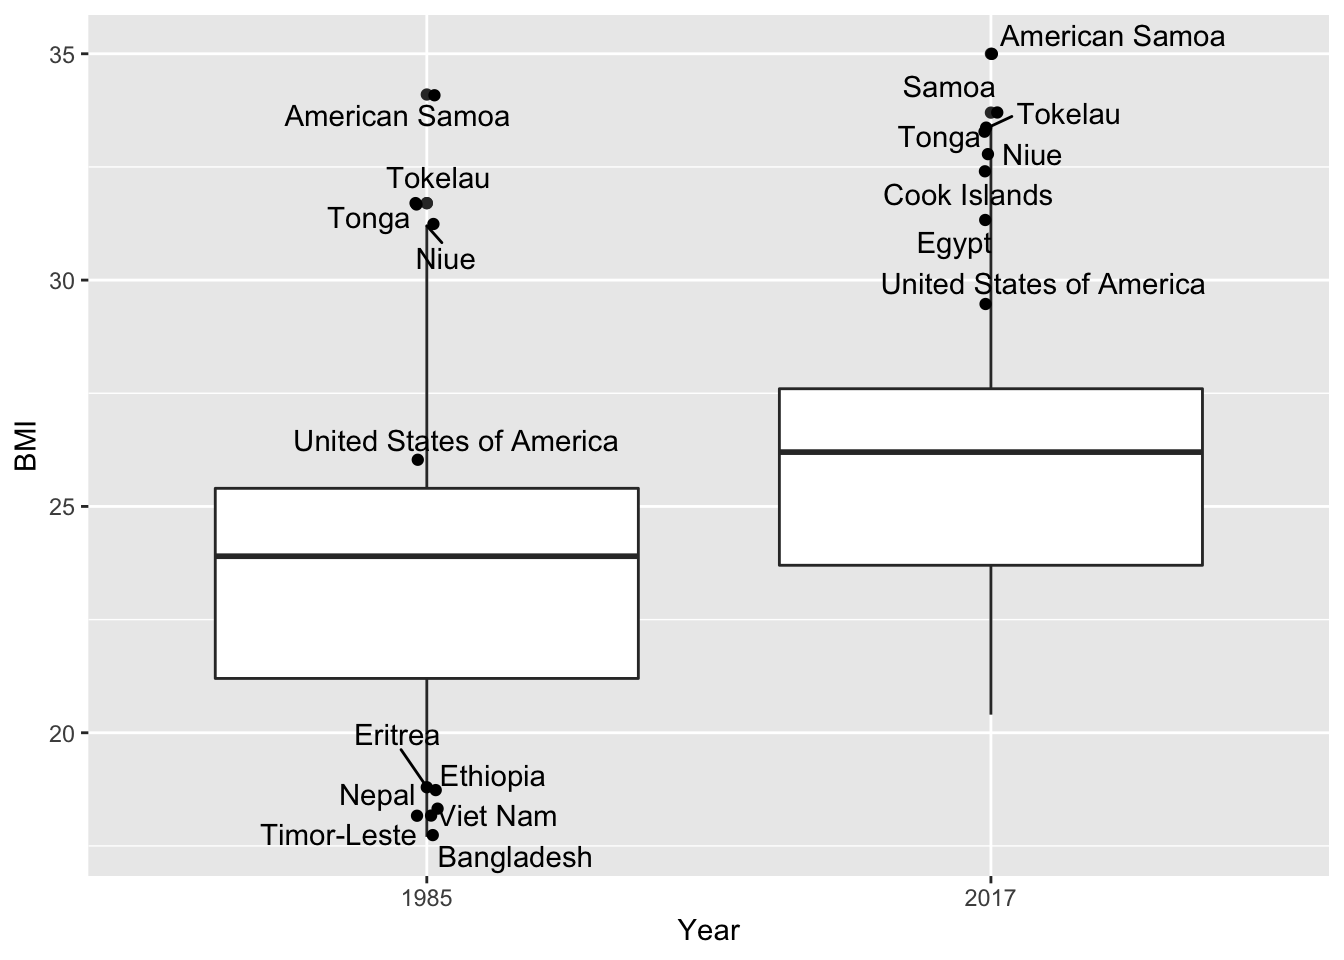 American Samoa
35
Samoa
American Samoa
Tokelau
Tonga
Niue
Tokelau
Cook Islands
Tonga
Egypt
Niue
30
United States of America
United States of America
BMI
25
20
Eritrea
Ethiopia
Nepal
Viet Nam
Timor-Leste
Bangladesh
1985
2017
Year